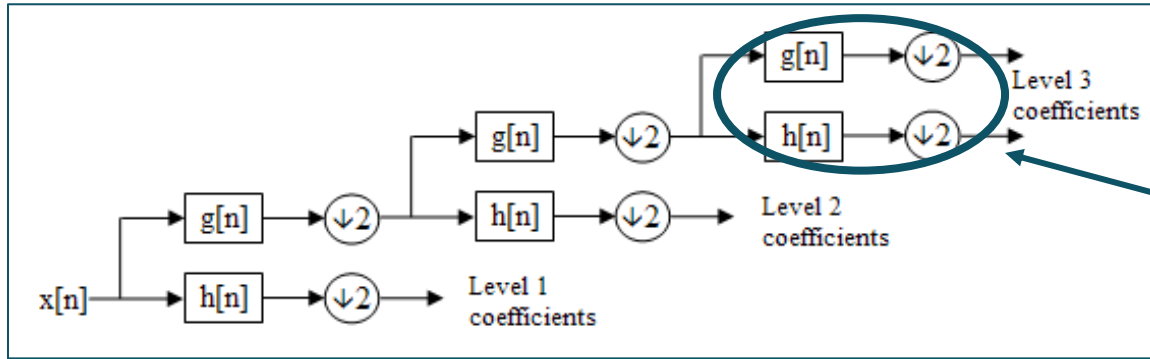 g[n]
↓2
Level 3
coefficients
h[n]
↓2
g[n]
↓2
h[n]
↓2
Level 2
coefficients
g[n]
↓2
x[n]
h[n]
↓2
Level 1
coefficients